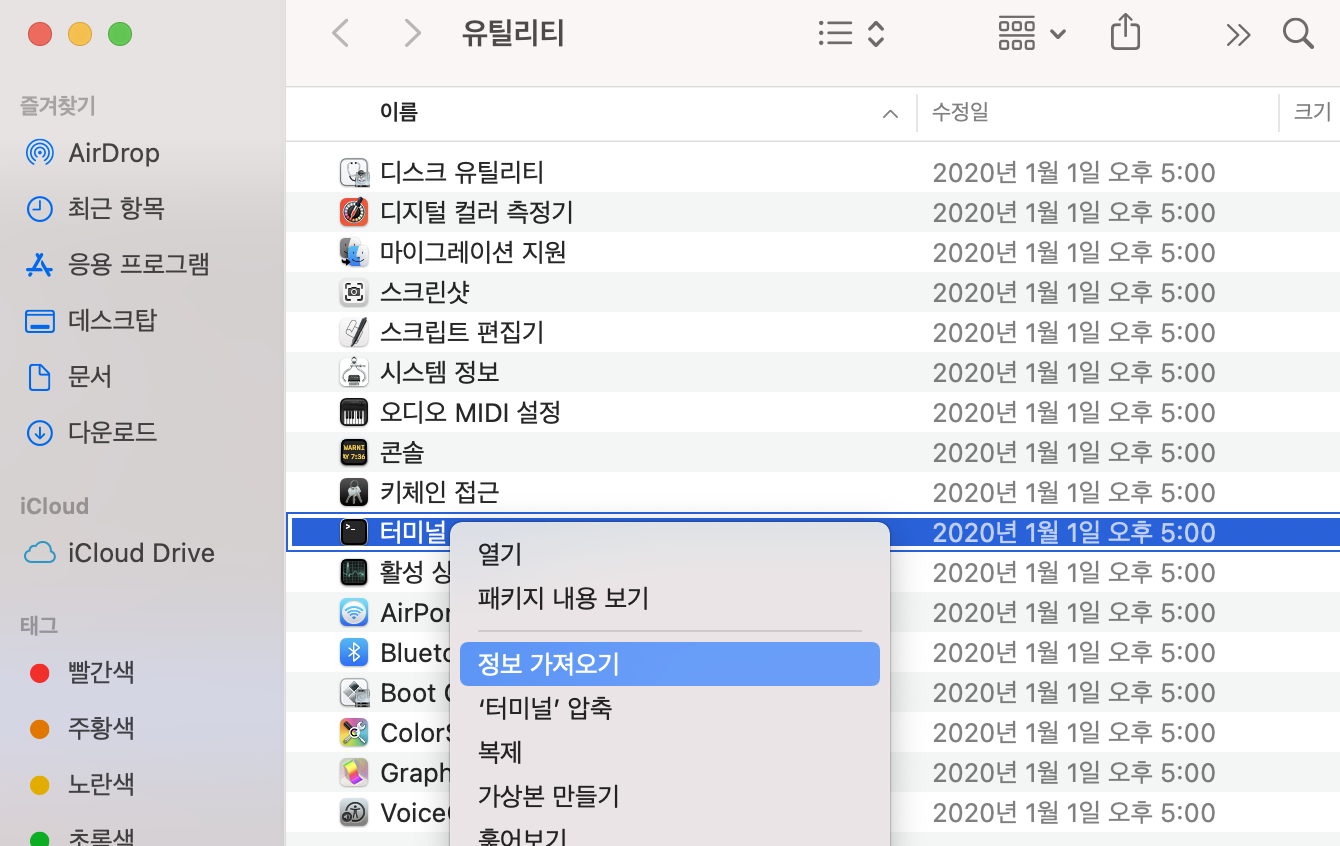 유틸리티
즐겨찾기
AirDrop
최근 항목
응용 프로그램
데스크탑
문서
다운로드
iCloud
iCloud Drive
태그
빨간색
주황색
노란색
초록색
이름 수정일 크기
디스크 유틸리티 2020년 1월 1일 오후 5:00
디지털 컬러 측정기 2020년 1월 1일 오후 5:00
마이그레이션 지원 2020년 1월 1일 오후 5:00
스크린샷 2020년 1월 1일 오후 5:00
스크립트 편집기 2020년 1월 1일 오후 5:00
시스템 정보 2020년 1월 1일 오후 5:00
오디오 MIDI 설정 2020년 1월 1일 오후 5:00
콘솔 2020년 1월 1일 오후 5:00
키체인 접근 2020년 1월 1일 오후 5:00
터미널 2020년 1월 1일 오후 5:00
활성 상 2020년 1월 1일 오후 5:00
AirPor 2020년 1월 1일 오후 5:00
Blueto 2020년 1월 1일 오후 5:00
Boot 2020년 1월 1일 오후 5:00
ColorS 2020년 1월 1일 오후 5:00
Graph 2020년 1월 1일 오후 5:00
Voice 2020년 1월 1일 오후 5:00
열기
패키지 내용 보기
정보 가져오기
‘터미널’ 압축
복제
가상본 만들기
훑어보기